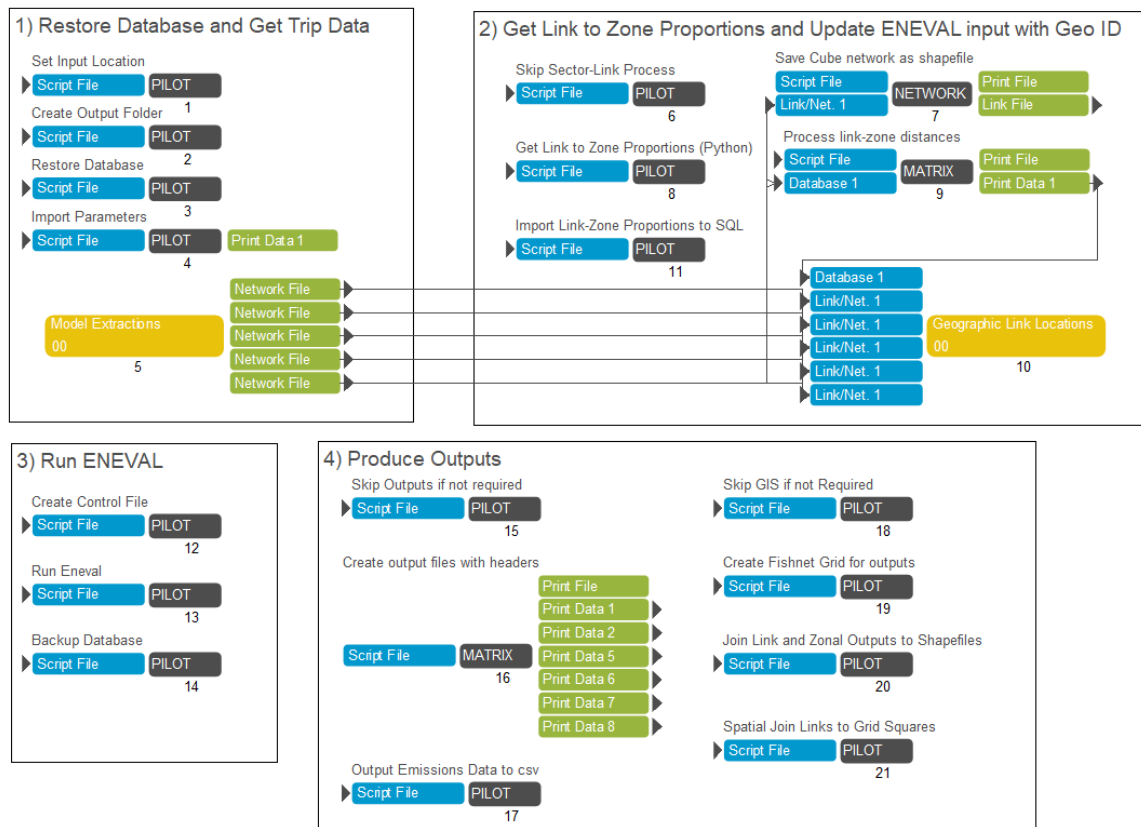 1) Restore Database and Get Trip Data
Set Input Location
Script File PILOT
1
Create Output Folder
Script File PILOT
2
Restore Database
Script File PILOT
3
Import Parameters
Script File PILOT Print Data 1
4
Network File
Network File
Network File
Network File
Network File
Model Extractions
00
5
2) Get Link to Zone Proportions and Update ENEVAL input with Geo ID
Skip Sector-Link Process
Script File PILOT
6
Get Link to Zone Proportions (Python)
Script File PILOT
8
Import Link-Zone Proportions to SQL
Script File PILOT
11
Save Cube network as shapefile
Script File Print File
NETWORK
Link/Net. 1 Link File
7
Process link-zone distances
Script File Print File
MATRIX
Database 1 Print Data 1
9
Database 1
Link/Net. 1
Link/Net. 1
Link/Net. 1
Link/Net. 1
Link/Net. 1
Geographic Link Locations
00
10
3) Run ENEVAL
Create Control File
Script File PILOT
12
Run Eneval
Script File PILOT
13
Backup Database
Script File PILOT
14
4) Produce Outputs
Skip Outputs if not required
Script File PILOT
15
Create output files with headers
Print File
Print Data 1
Print Data 2
Script File MATRIX Print Data 5
16
Print Data 6
Print Data 7
Print Data 8
Output Emissions Data to csv
Script File PILOT
17
Skip GIS if not Required
Script File PILOT
18
Create Fishnet Grid for outputs
Script File PILOT
19
Join Link and Zonal Outputs to Shapefiles
Script File PILOT
20
Spatial Join Links to Grid Squares
Script File PILOT
21